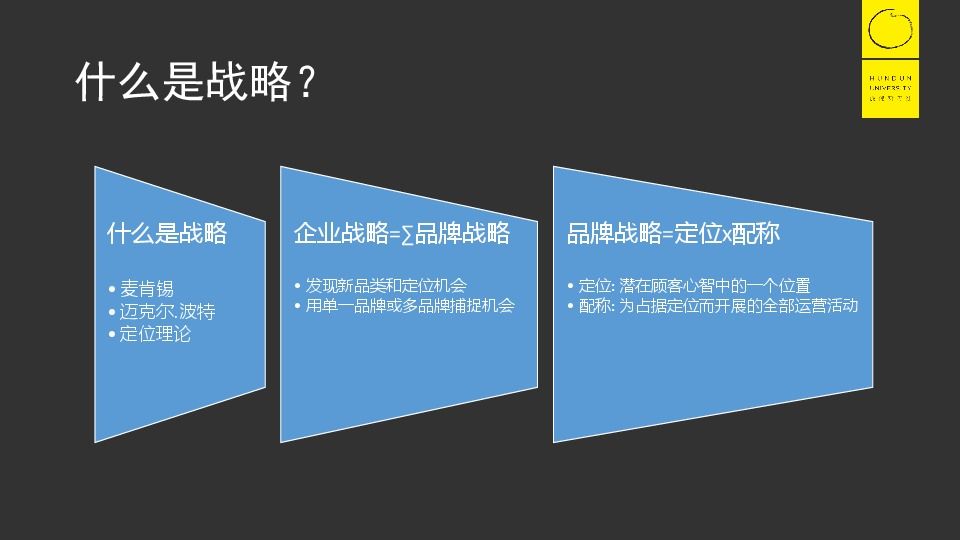 什么是战略？
HUNDUN
UNIVERSITY
什么是战略
• 麦肯锡
• 迈克尔.波特
• 定位理论
企业战略=∑品牌战略
• 发现新品类和定位机会
• 用单一品牌或多品牌捕捉机会
品牌战略=定位x配称
• 定位: 潜在顾客心智中的一个位置
• 配称: 为占据定位而开展的全部运营活动